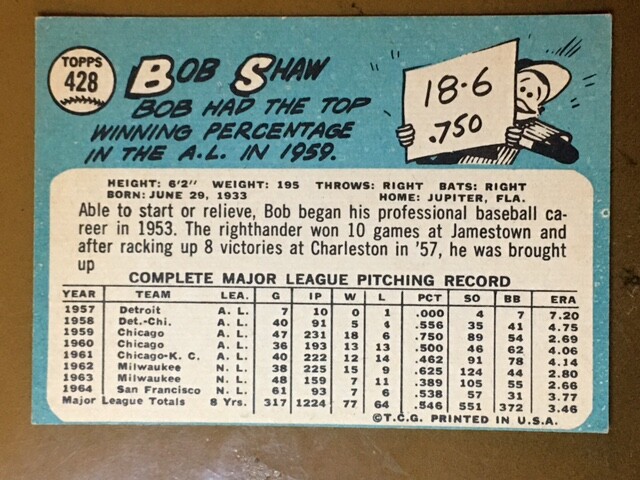 TOPPS
428
BOB SHAW
BOB HAD THE TOP
WINNING PERCENTAGE
IN THE A.L. IN 1959.
18-6
.750
HEIGHT: 6'2" WEIGHT: 195 THROWS: RIGHT BATS: RIGHT
BORN: JUNE 29, 1933 HOME: JUPITER, FLA.
Able to start or relieve, Bob began his professional baseball ca-
reer in 1953. The righthander won 10 games at Jamestown and
after racking up 8 victories at Charleston in '57, he was brought
up
COMPLETE MAJOR LEAGUE PITCHING RECORD
YEAR TEAM LEA. G IP W L PCT SO BB ERA
1957 Detroit A. L. 7 10 0 1 .000 4 7 7.20
1958 Det.-Chi. A. L. 40 91 5 4 .556 35 41 4.75
1959 Chicago A. L. 47 231 18 6 .750 89 54 2.69
1960 Chicago A. L. 36 193 13 13 .500 46 62 4.06
1961 Chicago-K. C. A. L. 40 222 12 14 .462 91 78 4.14
1962 Milwaukee N. L. 38 225 15 9 .625 124 44 2.80
1963 Milwaukee N. L. 48 159 7 11 .389 105 55 2.66
1964 San Francisco N. L. 61 93 7 6 .538 57 31 3.77
Major League Totals 8 Yrs. 317 1224 77 64 .546 551 372 3.46
©T.C.G. PRINTED IN U.S.A.